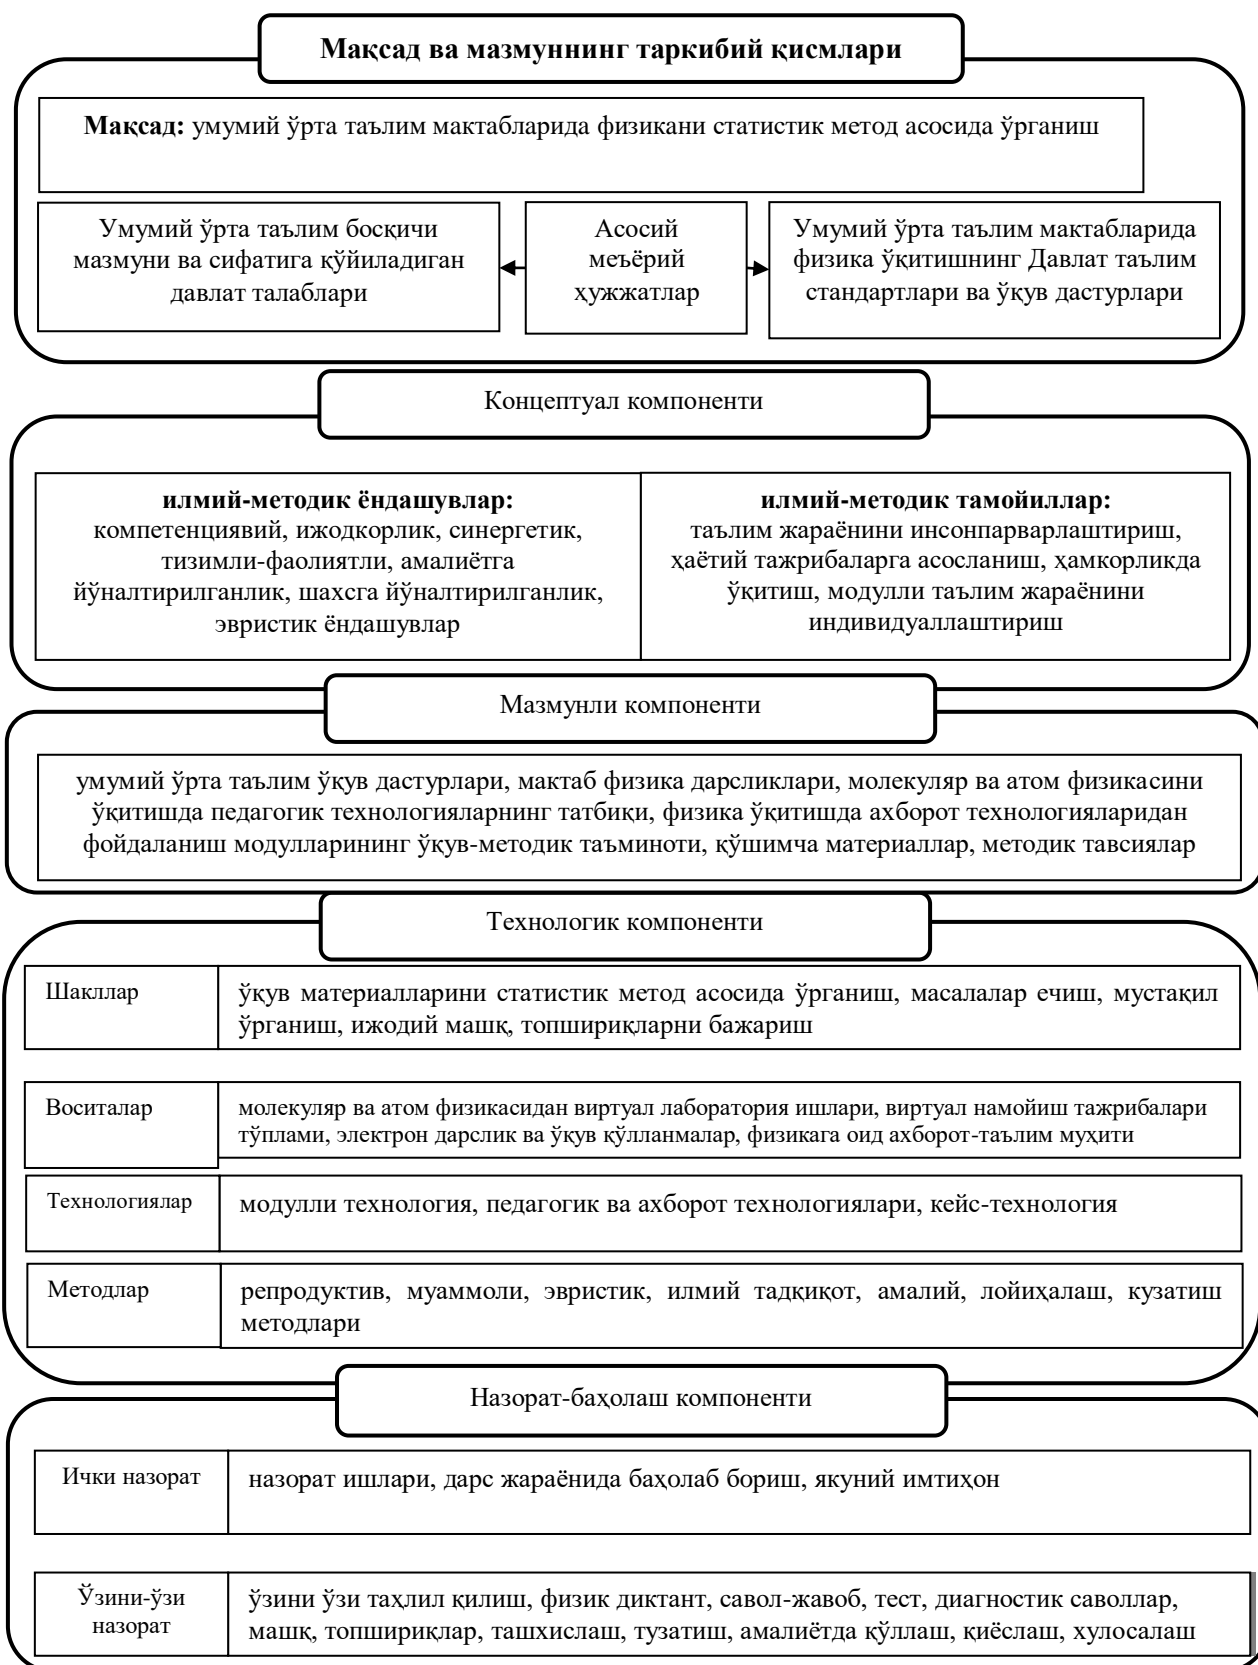 Мақсад ва мазмуннинг таркибий қисмлари
Мақсад: умумий ўрта таълим мактабларида физикани статистик метод асосида ўрганиш
Умумий ўрта таълим босқичи
мазмуни ва сифатига қўйиладиган
давлат талаблари
Асосий
меъёрий
ҳужжатлар
Умумий ўрта таълим мактабларида
физика ўқитишнинг Давлат таълим
стандартлари ва ўқув дастурлари
Концептуал компоненти
илмий-методик ёндашувлар:
компетенциявий, ижодкорлик, синергетик,
тизимли-фаолиятли, амалиётга
йўналтирилганлик, шахсга йўналтирилганлик,
эвристик ёндашувлар
илмий-методик тамойиллар:
таълим жараёнини инсонпарварлаштириш,
ҳаётий тажрибаларга асосланиш, ҳамкорликда
ўқитиш, модулли таълим жараёнини
индивидуаллаштириш
Мазмунли компоненти
умумий ўрта таълим ўқув дастурлари, мактаб физика дарсликлари, молекуляр ва атом физикасини
ўқитишда педагогик технологияларнинг татбиқи, физика ўқитишда ахборот технологияларидан
фойдаланиш модулларининг ўқув-методик таъминоти, қўшимча материаллар, методик тавсиялар
Технологик компоненти
Шакллар
ўқув материалларини статистик метод асосида ўрганиш, масалалар ечиш, мустақил
ўрганиш, ижодий машқ, топшириқларни бажариш
Воситалар
молекуляр ва атом физикасидан виртуал лаборатория ишлари, виртуал намойиш тажрибалари
тўплами, электрон дарслик ва ўқув қўлланмалар, физикага оид ахборот-таълим муҳити
Технологиялар
модулли технология, педагогик ва ахборот технологиялари, кейс-технология
Методлар
репродуктив, муаммоли, эвристик, илмий тадқиқот, амалий, лойиҳалаш, кузатиш
методлари
Назорат-баҳолаш компоненти
Ички назорат
назорат ишлари, дарс жараёнида баҳолаб бориш, якуний имтиҳон
Ўзини-ўзи
назорат
ўзини ўзи таҳлил қилиш, физик диктант, савол-жавоб, тест, диагностик саволлар,
машқ, топшириқлар, ташхислаш, тузатиш, амалиётда қўллаш, қиёслаш, хулосалаш